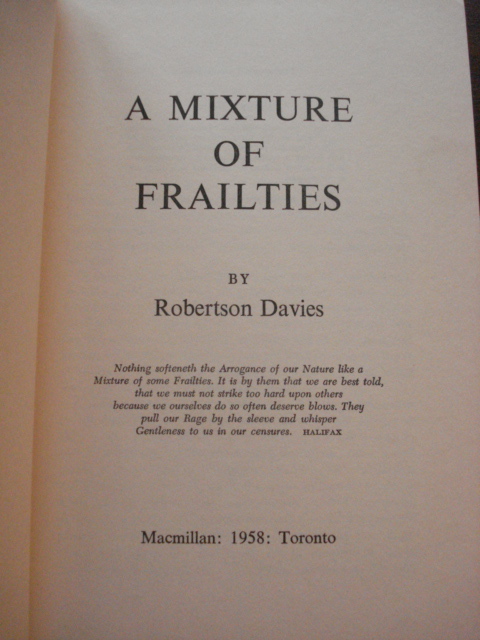 A MIXTURE
OF
FRAILTIES
BY
Robertson Davies
Nothing softeneth the Arrogance of our Nature like a
Mixture of some Frailties. It is by them that we are best told,
that we must not strike too hard upon others
because we ourselves do so often deserve blows. They
pull our Rage by the sleeve and whisper
Gentleness to us in our censures. HALIFAX
Macmillan: 1958: Toronto